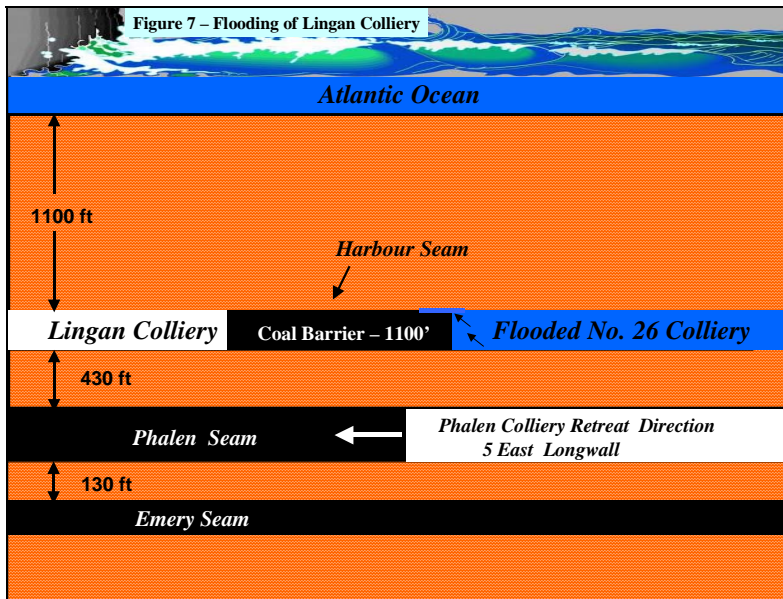 Figure 7 – Flooding of Lingan Colliery
Atlantic Ocean
1100 ft
Harbour Seam
Lingan Colliery
Coal Barrier – 1100’
Flooded No. 26 Colliery
430 ft
Phalen Seam
Phalen Colliery Retreat Direction
5 East Longwall
130 ft
Emery Seam